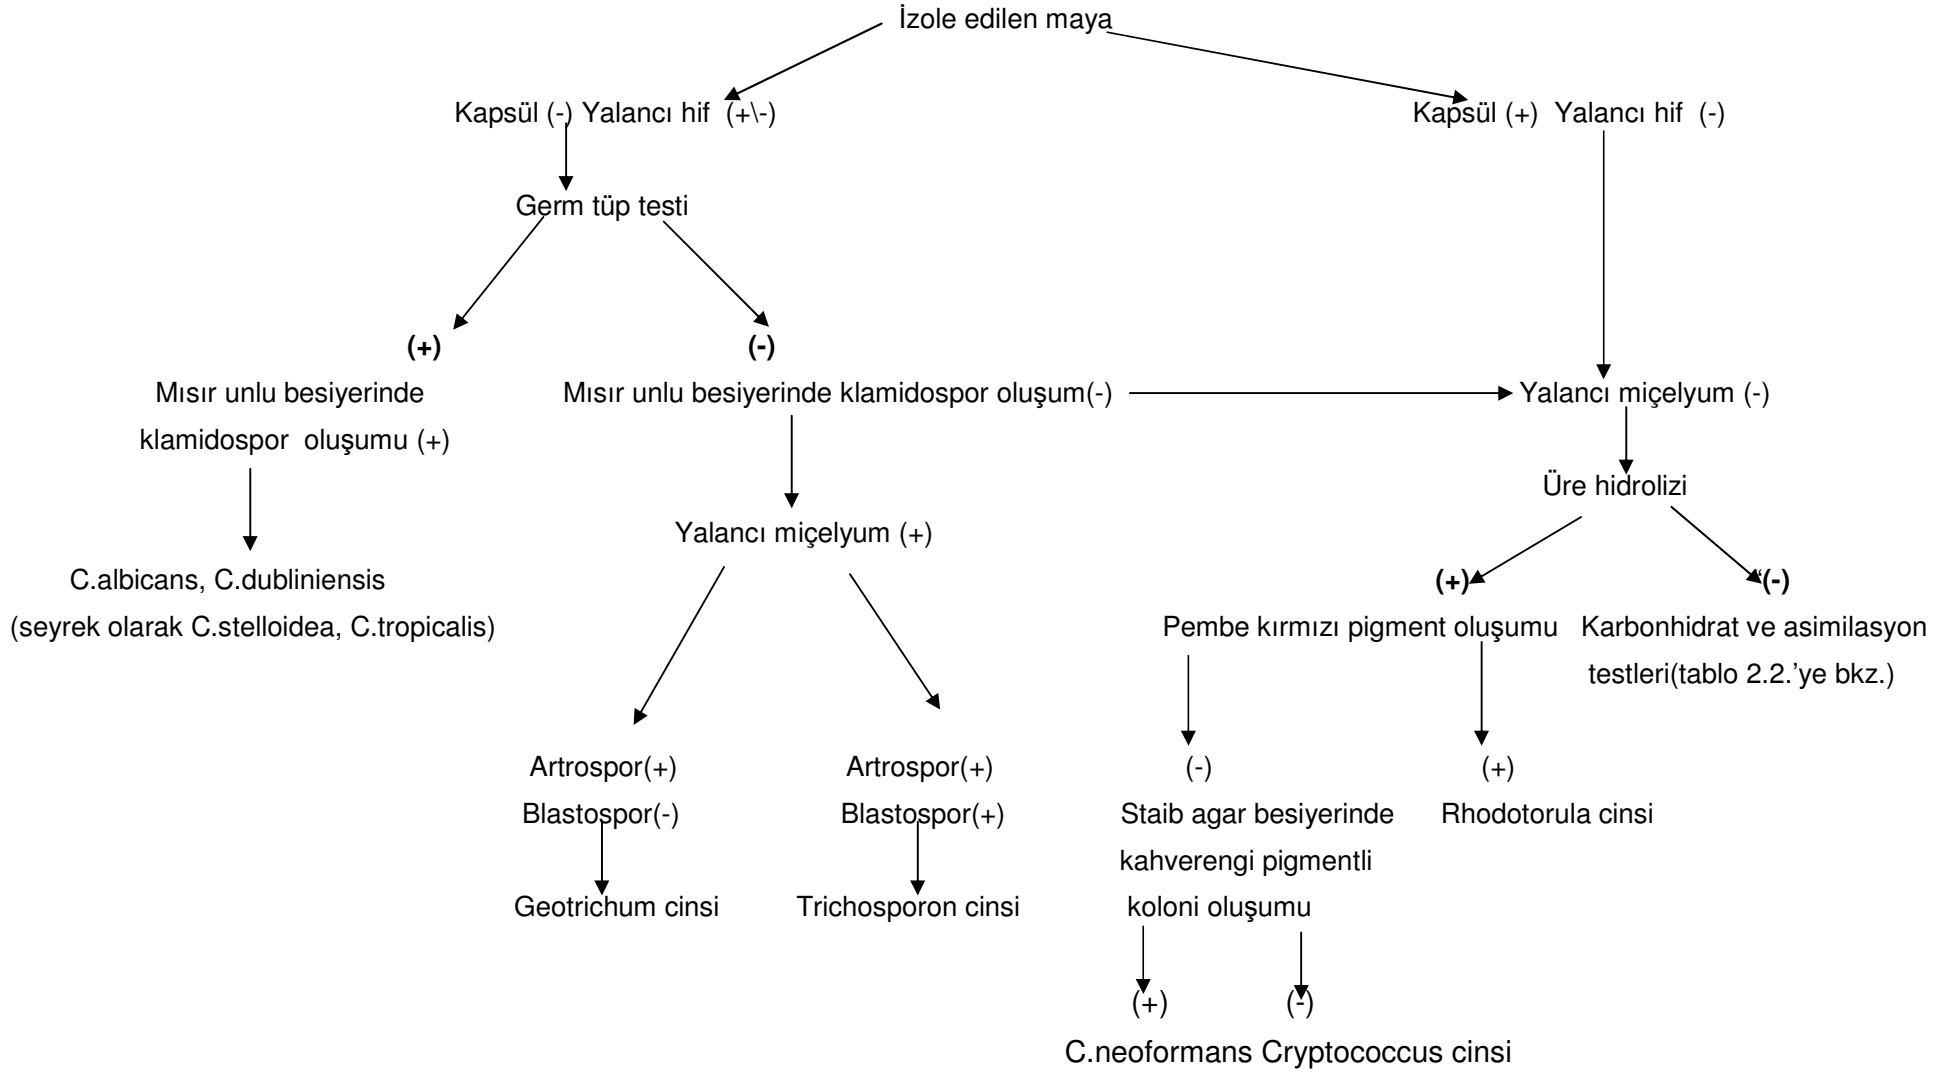 İzole edilen maya
Kapsül (-) Yalancı hif (+\-)
Kapsül (+) Yalancı hif (-)
Germ tüp testi
(+)
(-)
Mısır unlu besiyerinde
klamidospor oluşumu (+)
Mısır unlu besiyerinde klamidospor oluşum(-)
Yalancı miçelyum (-)
Üre hidrolizi
Yalancı miçelyum (+)
C.albicans, C.dubliniensis
(seyrek olarak C.stelloidea, C.tropicalis)
(+)
(-)
Pembe kırmızı pigment oluşumu
Karbonhidrat ve asimilasyon
testleri(tablo 2.2.’ye bkz.)
Artrospor(+)
Blastospor(-)
Geotrichum cinsi
Artrospor(+)
Blastospor(+)
Trichosporon cinsi
(-)
Staib agar besiyerinde
kahverengi pigmentli
koloni oluşumu
(+)
Rhodotorula cinsi
(+)
(-)
C.neoformans Cryptococcus cinsi